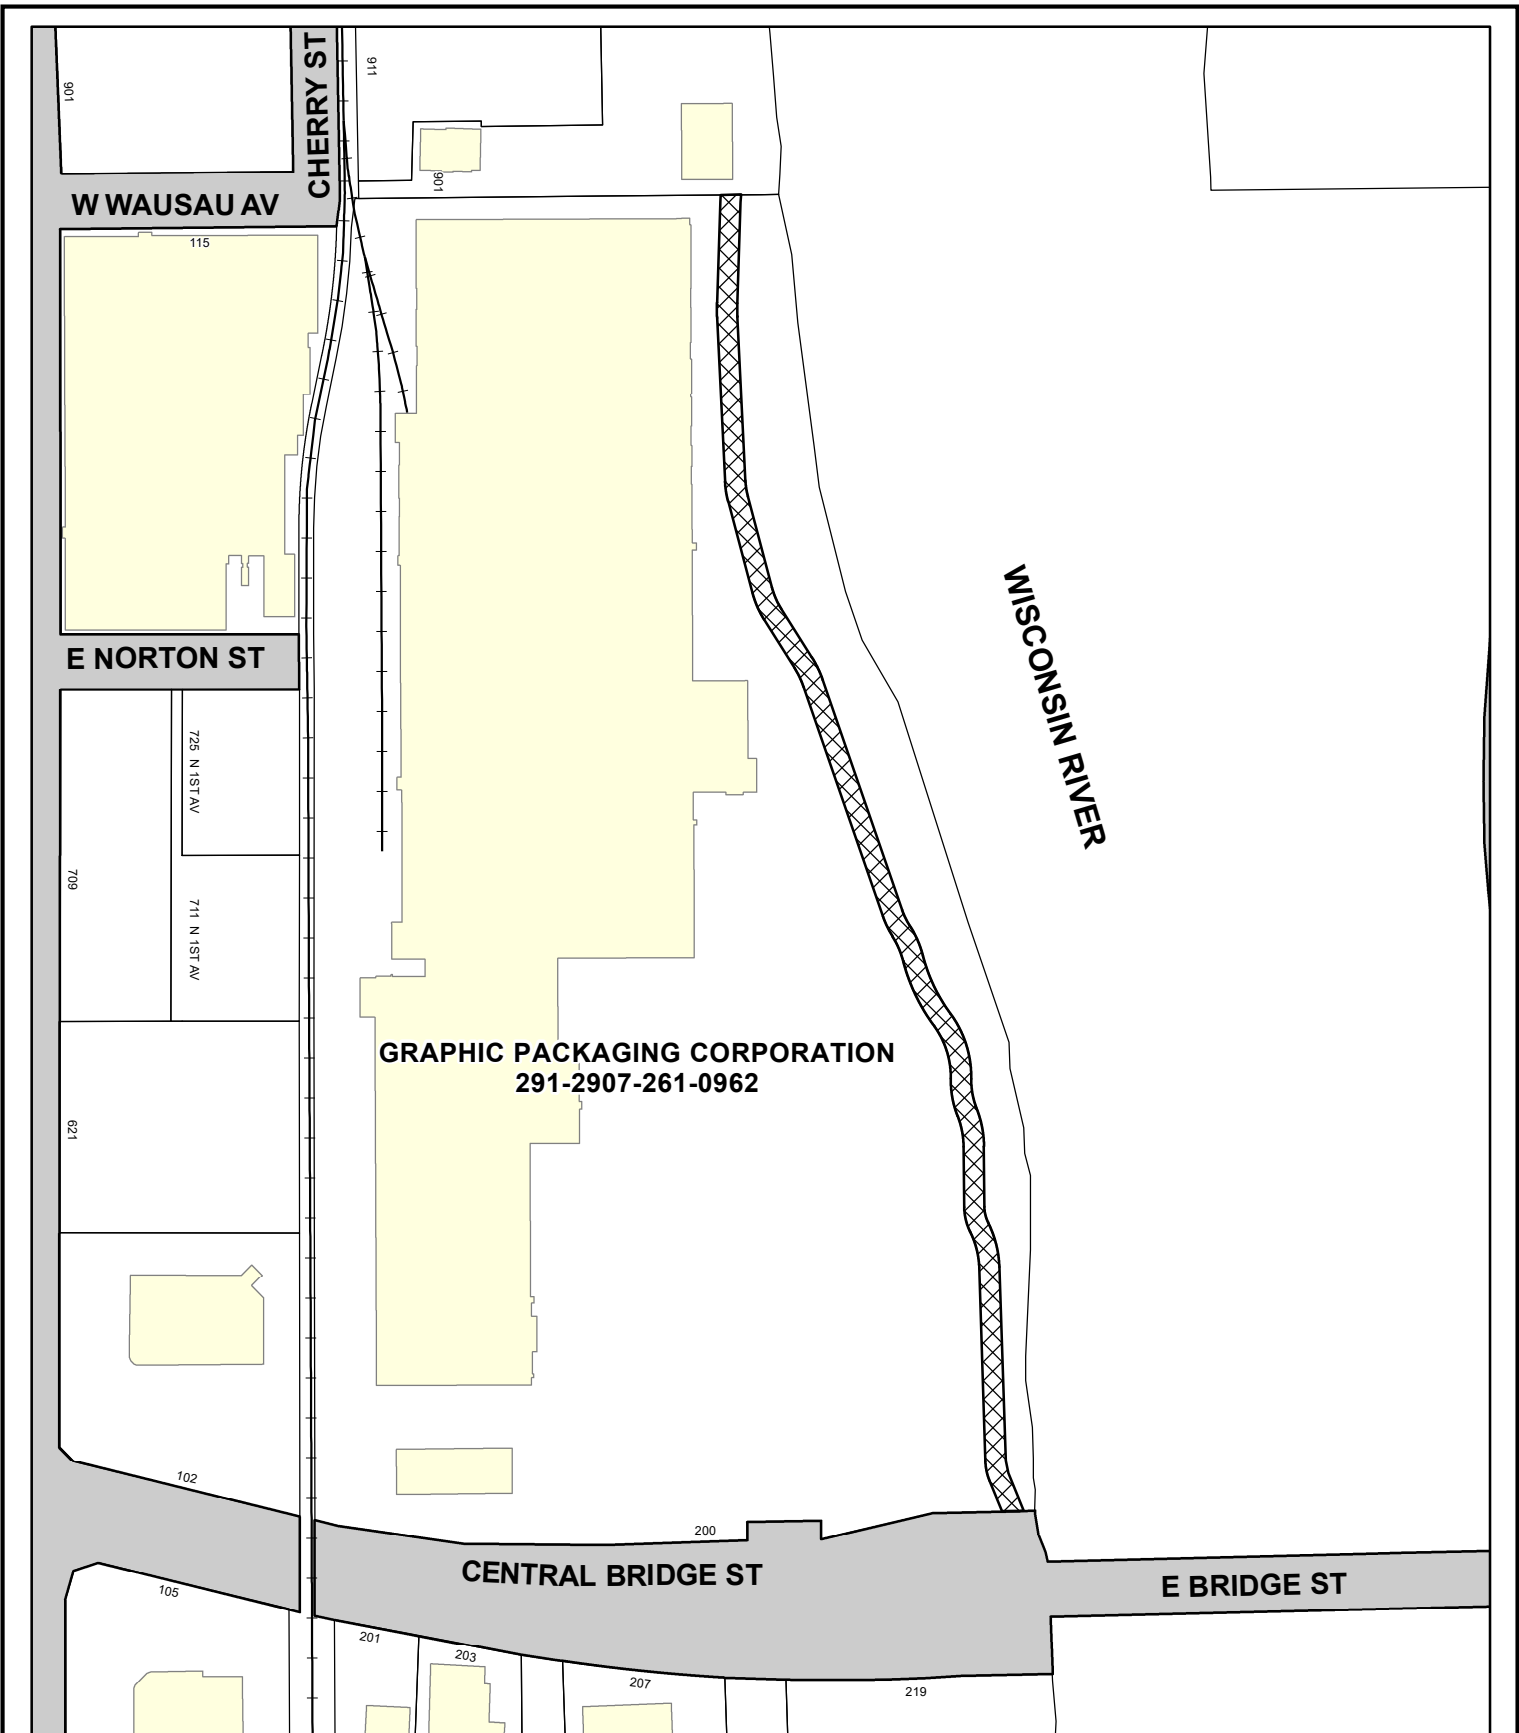 CHERRY ST
911
901
901
W WAUSAU AV
115
WISCONSIN RIVER
E NORTON ST
725 N 1ST AV
709
711 N 1ST AV
GRAPHIC PACKAGING CORPORATION
291-2907-261-0962
621
102
200
CENTRAL BRIDGE ST
E BRIDGE ST
105
201
203
207
219